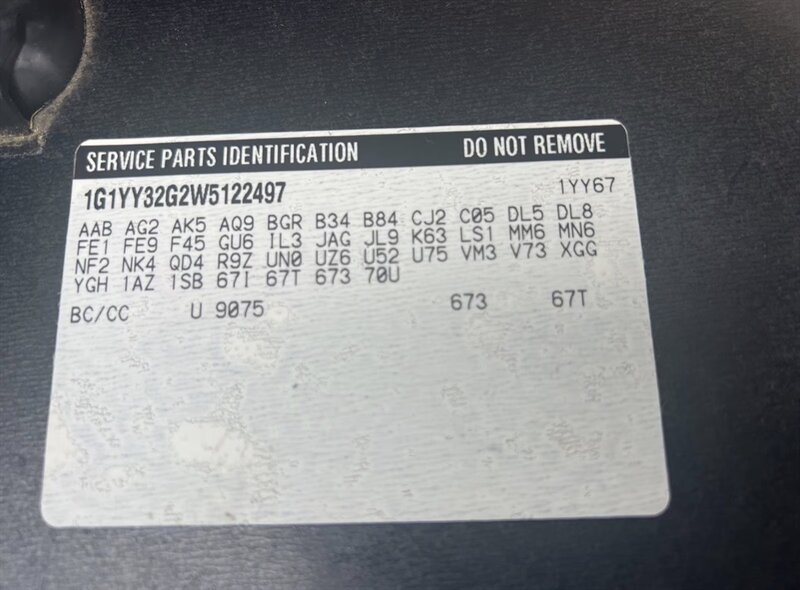 SERVICE PARTS IDENTIFICATION DO NOT REMOVE
1G1YY32G2W5122497 1YY67
AAB AG2 AK5 AQ9 BGR B34 B84 CJ2 C05 DL5 DL8
FE1 FE9 F45 GU6 IL3 JAG JL9 K63 LS1 MM6 MN6
NF2 NK4 QD4 R9Z UN0 UZ6 U52 U75 VM3 V73 XGG
YGH 1AZ 1SB 67I 67T 673 70U
BC/CC U 9075 673 67T